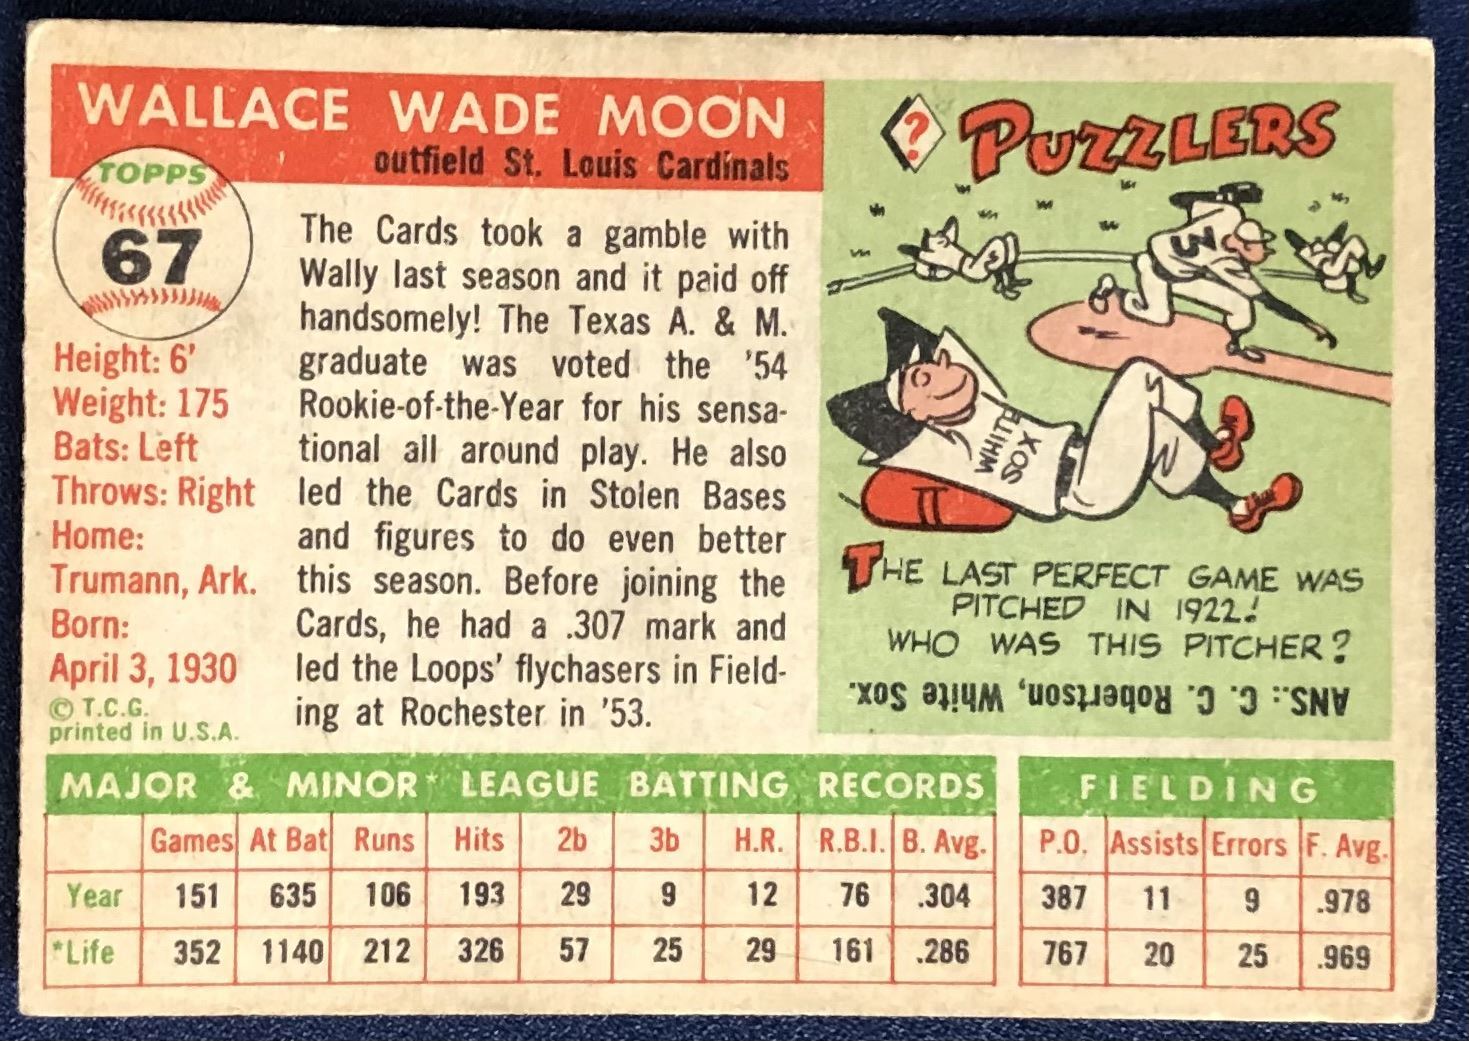 WALLACE WADE MOON
outfield St. Louis Cardinals
TOPPS
67
Height: 6'
Weight: 175
Bats: Left
Throws: Right
Home:
Trumann, Ark.
Born:
April 3, 1930
© T.C.G.
printed in U.S.A.
The Cards took a gamble with
Wally last season and it paid off
handsomely! The Texas A. & M.
graduate was voted the '54
Rookie-of-the-Year for his sensa-
tional all around play. He also
led the Cards in Stolen Bases
and figures to do even better
this season. Before joining the
Cards, he had a .307 mark and
led the Loops' flychasers in Field-
ing at Rochester in '53.
? PUZZLERS
3
WHITE
SOX
THE LAST PERFECT GAME WAS
PITCHED IN 1922!
WHO WAS THIS PITCHER?
ANS.: C. C. Robertson, White Sox.
MAJOR & MINOR* LEAGUE BATTING RECORDS
Games At Bat Runs Hits 2b 3b H.R. R.B.I. B. Avg.
Year 151 635 106 193 29 9 12 76 .304
*Life 352 1140 212 326 57 25 29 161 .286
FIELDING
P.O. Assists Errors F. Avg.
387 11 9 .978
767 20 25 .969